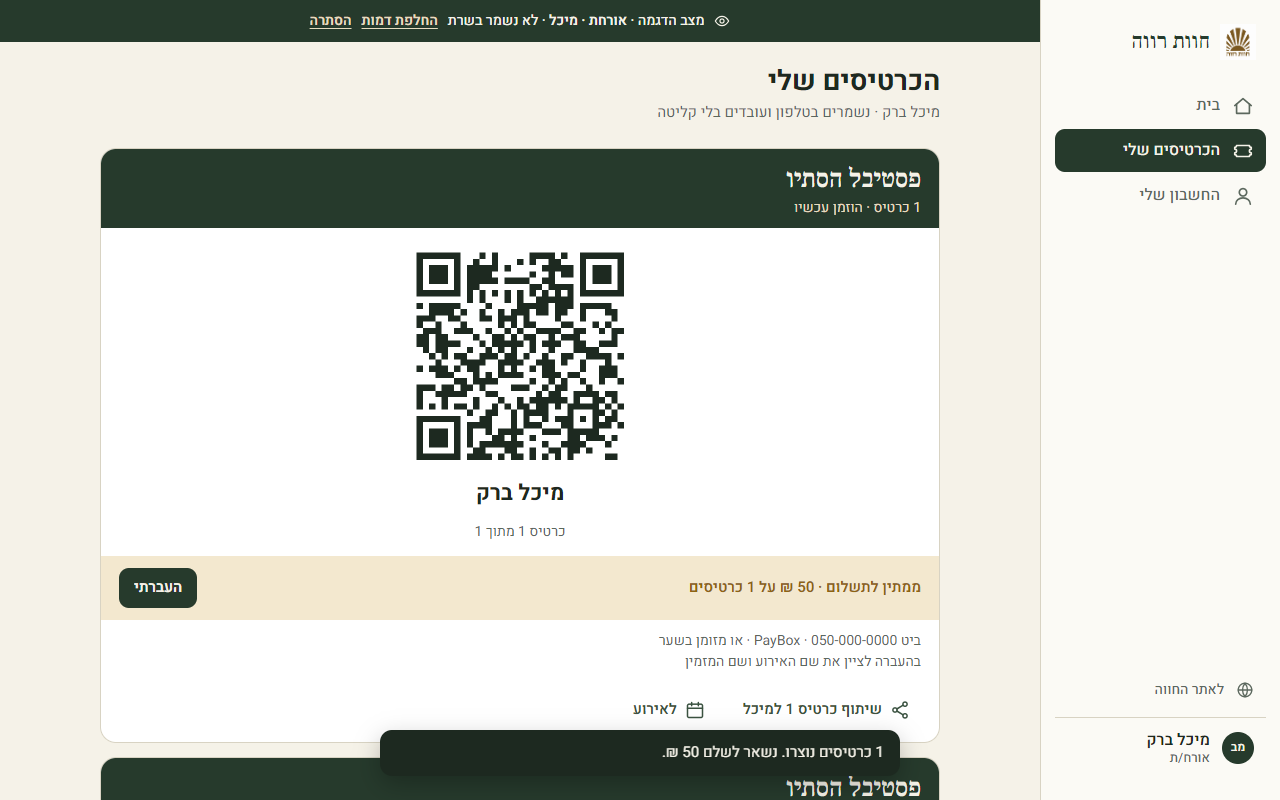 מצב הדגמה · אורחת · מיכל · לא נשמר בשרת החלפת דמות הסתרה
חוות רווה
בית
הכרטיסים שלי
החשבון שלי
לאתר החווה
מב
מיכל ברק
אורח/ת
הכרטיסים שלי
מיכל ברק · נשמרים בטלפון ועובדים בלי קליטה
פסטיבל הסתיו
1 כרטיס · הוזמן עכשיו
מיכל ברק
כרטיס 1 מתוך 1
ממתין לתשלום · 50 ₪ על 1 כרטיסים
העברתי
ביט PayBox · 050-000-0000 · או מזומן בשער
בהעברה לציין את שם האירוע ושם המזמין
שיתוף כרטיס 1 למיכל
לאירוע
1 כרטיסים נוצרו. נשאר לשלם 50 ₪.
פסטיבל הסתיו